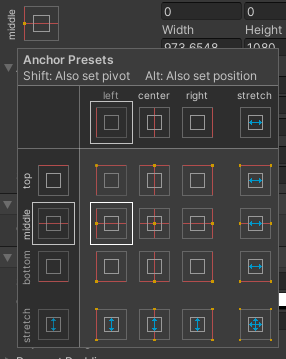 0 0
middle
Width Height
973.6548 1080
Anchor Presets
Shift: Also set pivot Alt: Also set position
left center right stretch
top
middle
bottom
stretch